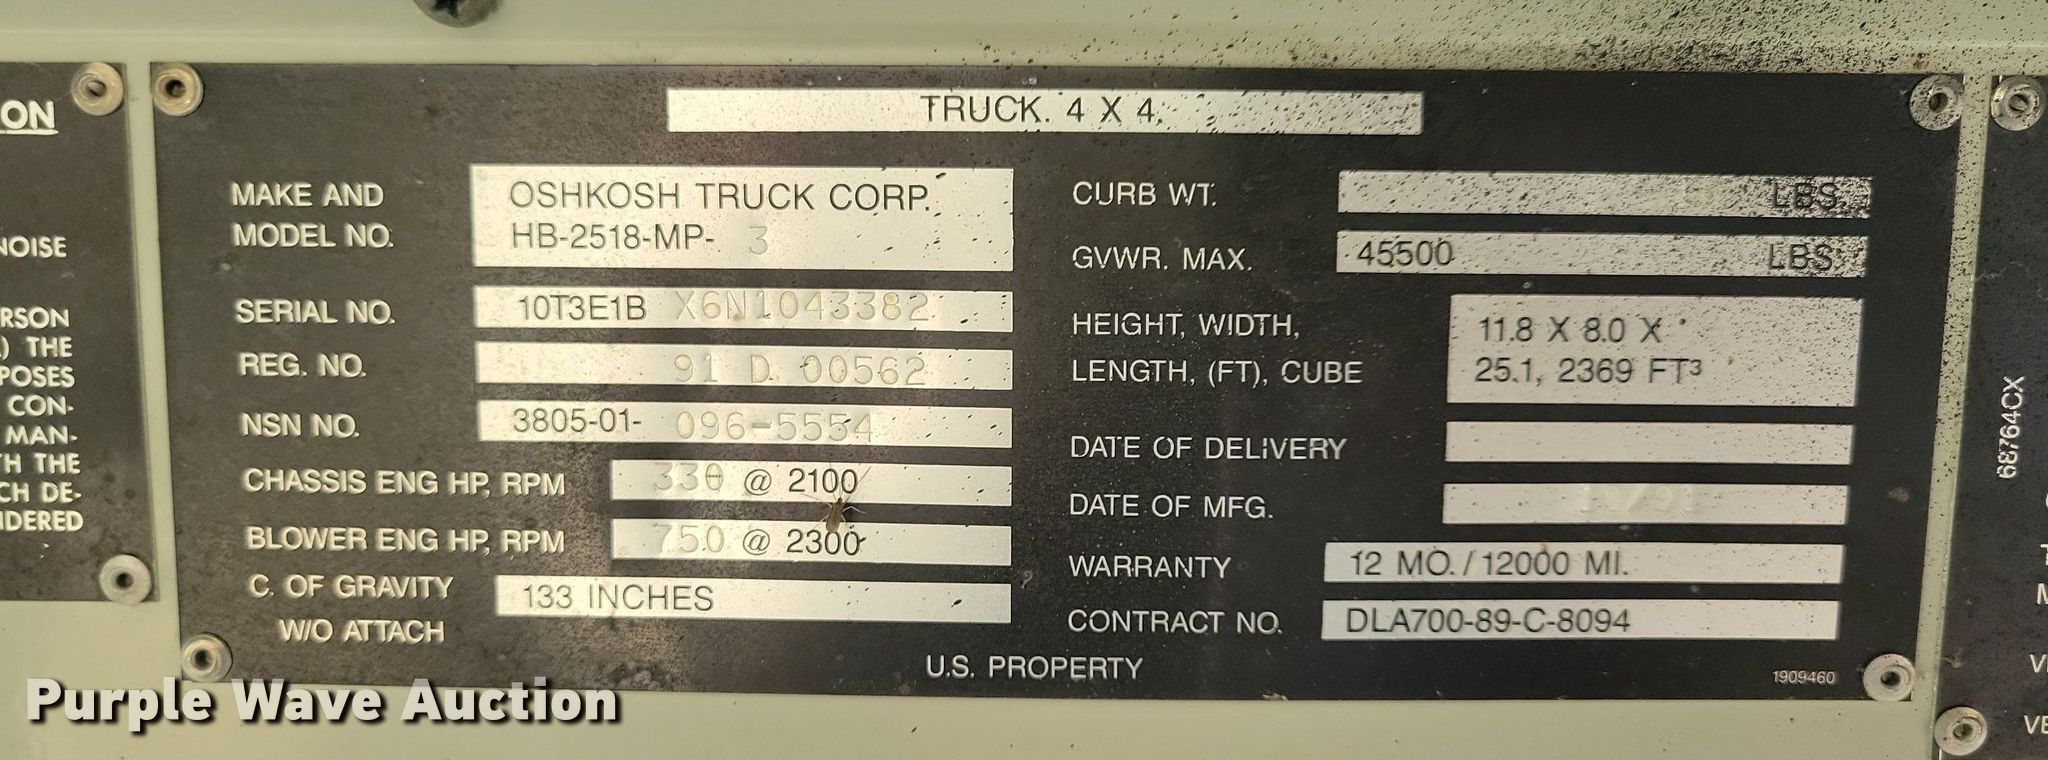 ON
NOISE
RSON
.) THE
POSES
CON-
MAN-
TH THE
CH DE-
NDERED
TRUCK. 4 X 4.
MAKE AND OSHKOSH TRUCK CORP.
MODEL NO. HB-2518-MP- 3
SERIAL NO. 10T3E1B X6N1043382
REG. NO. 91 D 00562
NSN NO. 3805-01- 096-5554
CHASSIS ENG HP, RPM 330 @ 2100
BLOWER ENG HP, RPM 750 @ 2300
C. OF GRAVITY 133 INCHES
W/O ATTACH
CURB WT. LBS.
GVWR. MAX. 45500 LBS.
HEIGHT, WIDTH, 11.8 X 8.0 X
LENGTH, (FT), CUBE 25.1, 2369 FT³
DATE OF DELIVERY
DATE OF MFG. 10/91
WARRANTY 12 MO. / 12000 MI.
CONTRACT NO. DLA700-89-C-8094
U.S. PROPERTY
1909460
68764CX
Purple Wave Auction